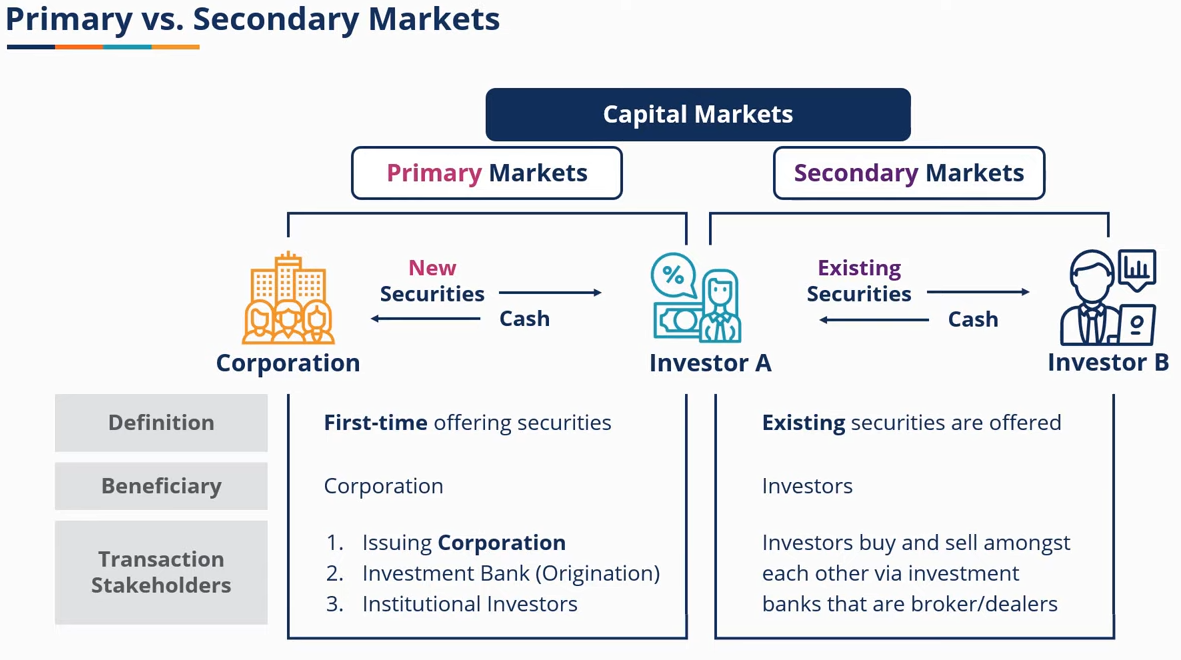 Primary vs. Secondary Markets
Capital Markets
Primary Markets
Secondary Markets
New
Securities
Cash
Existing
Securities
Cash
%
Corporation
Investor A
Investor B
Definition
First-time offering securities
Existing securities are offered
Beneficiary
Corporation
Investors
Transaction
Stakeholders
1. Issuing Corporation
2. Investment Bank (Origination)
3. Institutional Investors
Investors buy and sell amongst
each other via investment
banks that are broker/dealers